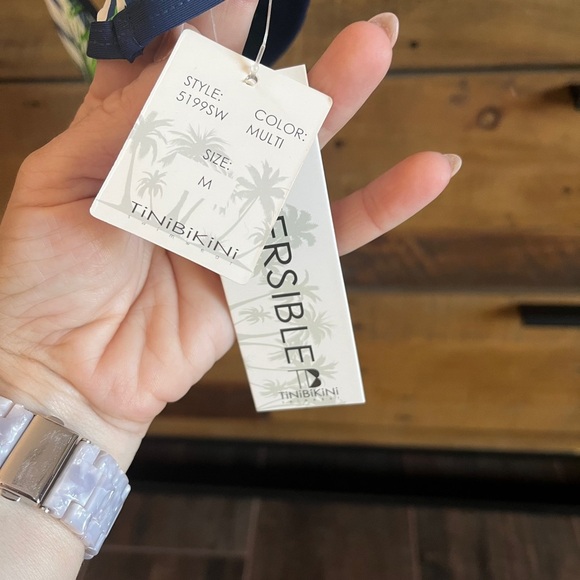 STYLE:
5199SW
COLOR:
MULTI
SIZE:
M
TiNiBiKiNi
ERSIBLE
TiNiBiKiNi